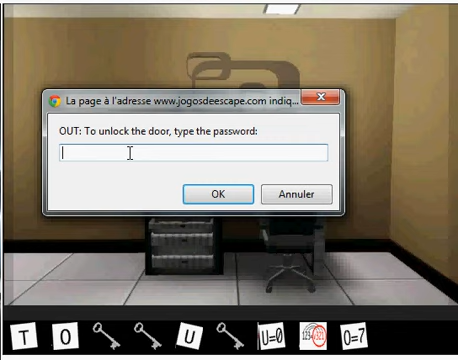 La page à l'adresse www.jogosdeescape.com indiq...
OUT: To unlock the door, type the password:
OK Annuler
T O U U=0 O=7